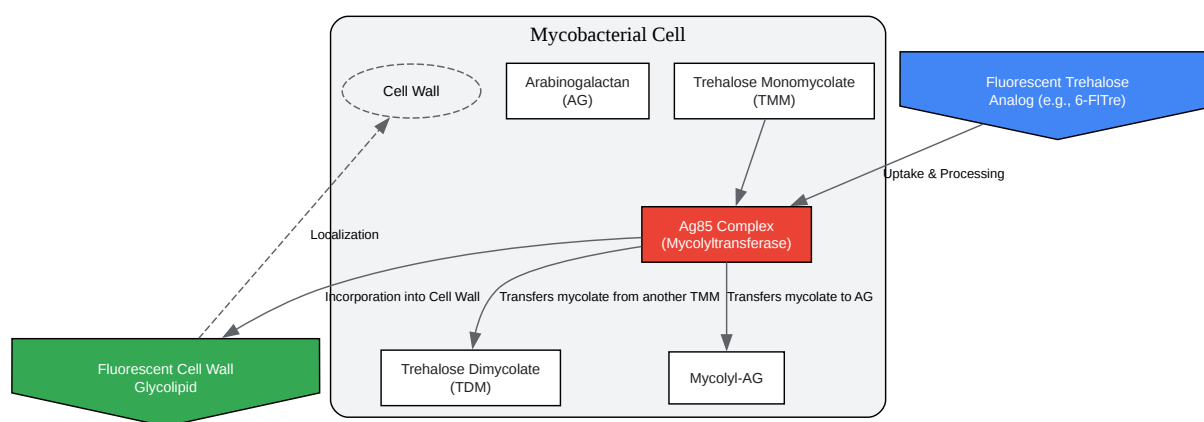 Mycobacterial Cell
Cell Wall
Arabinogalactan
(AG)
Trehalose Monomycolate
(TMM)
Fluorescent Trehalose
Analog (e.g., 6-FlTre)
Uptake & Processing
Ag85 Complex
(Mycolyltransferase)
Localization
Incorporation into Cell Wall
Transfers mycolate from another TMM
Transfers mycolate to AG
Fluorescent Cell Wall
Glycolipid
Trehalose Dimycolate
(TDM)
Mycolyl-AG